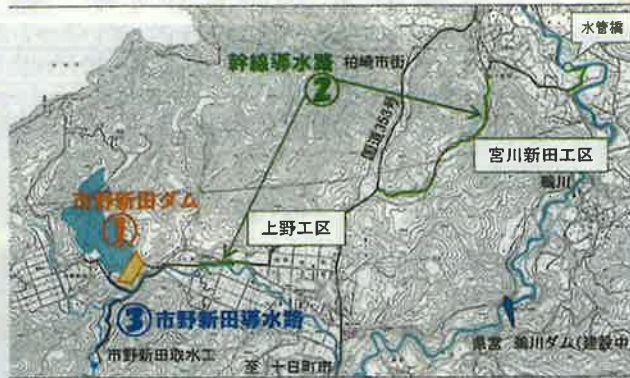 水管橋
幹線導水路
②
柏崎市街
国道353号
宮川新田工区
鵜川
市野新田ダム
①
上野工区
③市野新田導水路
市野新田取水工
至 十日町市
県営 鵜川ダム(建設中